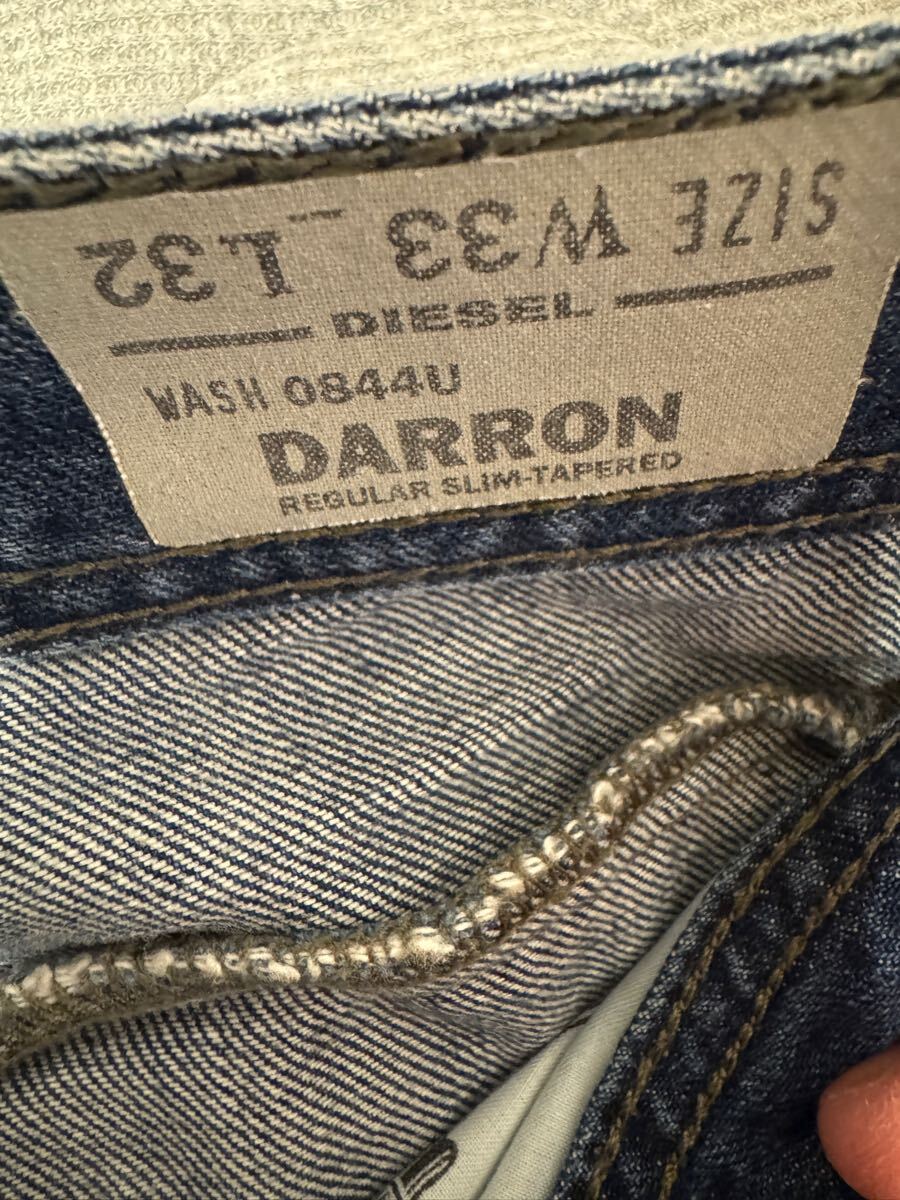 SIZE W33 L32
DIESEL
WASH 0844U
DARRON
REGULAR SLIM-TAPERED